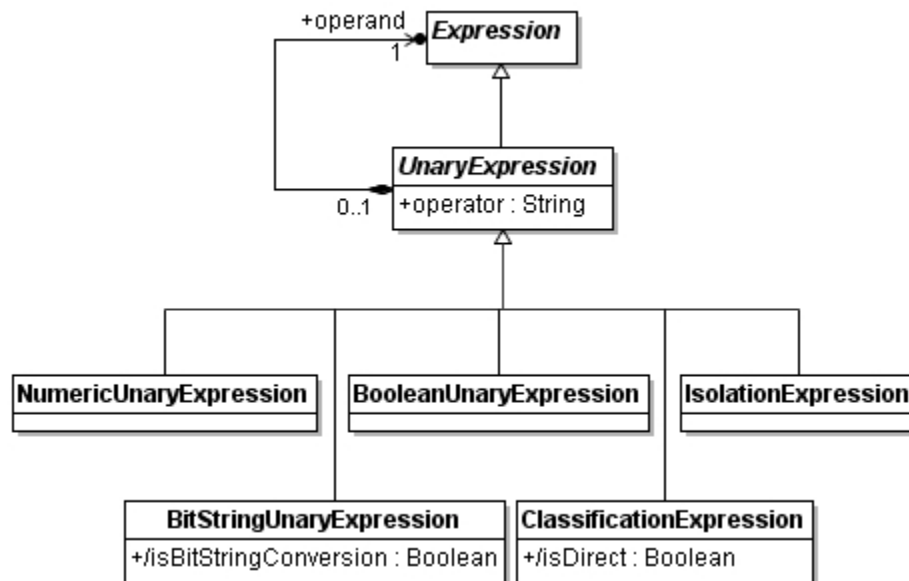 +operand
Expression
1
UnaryExpression
0..1
+operator : String
NumericUnaryExpression
BooleanUnaryExpression
IsolationExpression
BitStringUnaryExpression
ClassificationExpression
+/isBitStringConversion : Boolean
+/isDirect : Boolean